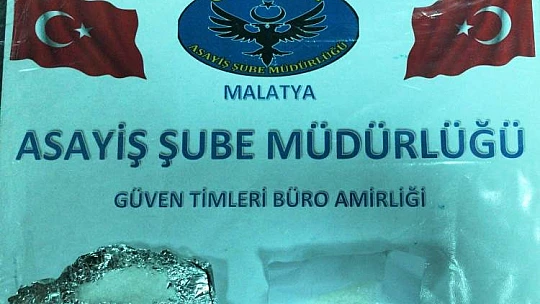 ASAYİŞ ŞUBE MÜDÜRLÜĞÜ
MALATYA
ASAYİŞ ŞUBE MÜDÜRLÜĞÜ
GÜVEN TİMLERİ BÜRO AMİRLİĞİ